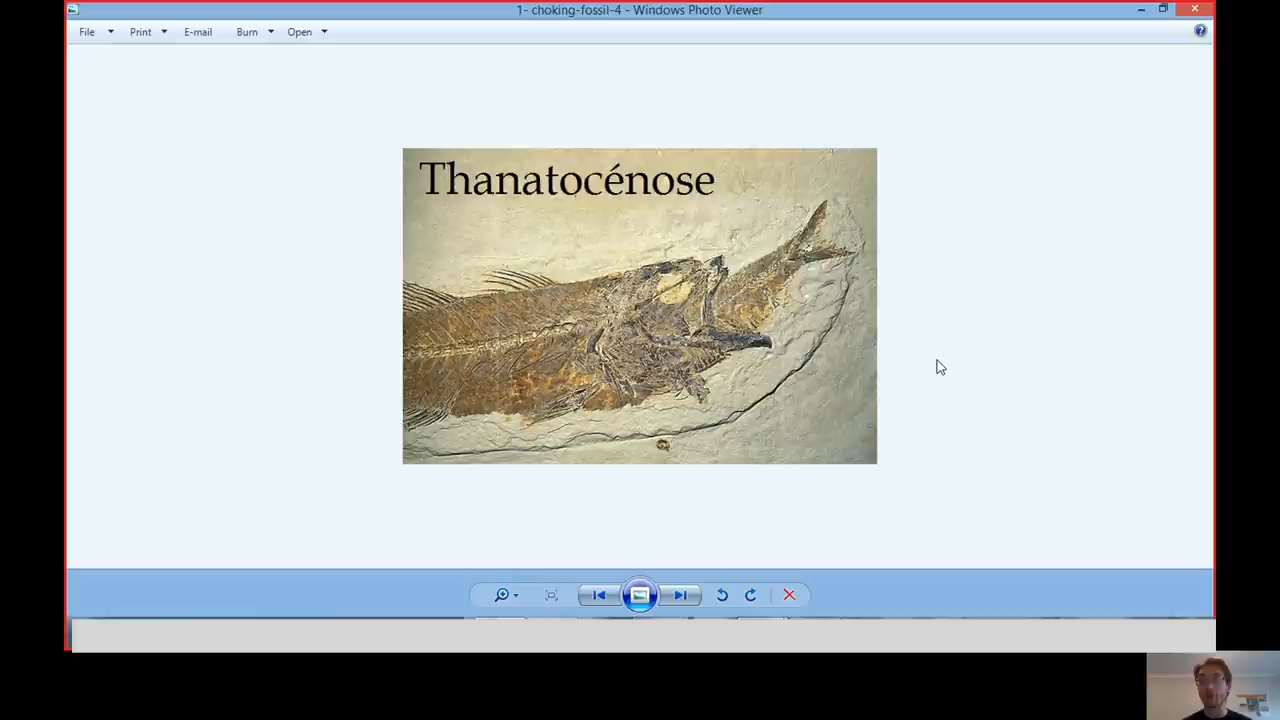 1- choking-fossil-4 - Windows Photo Viewer
File Print E-mail Burn Open
Thanatocénose